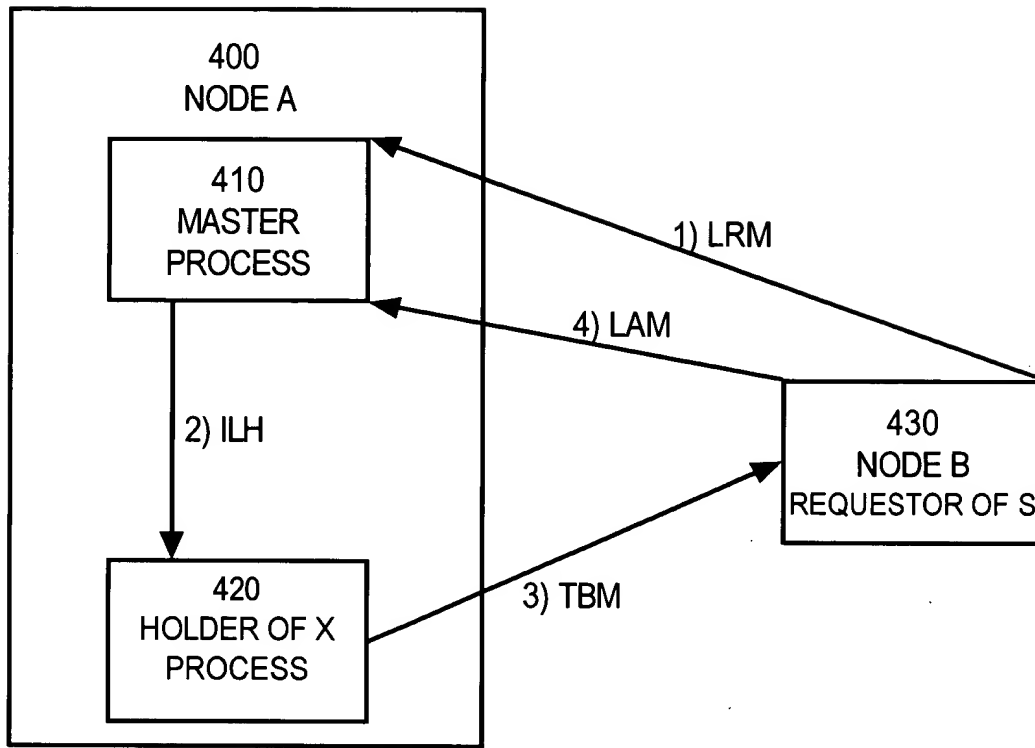 400
NODE A
410
MASTER
PROCESS
1) LRM
4) LAM
2) ILH
430
NODE B
REQUESTOR OF S
3) TBM
420
HOLDER OF X
PROCESS